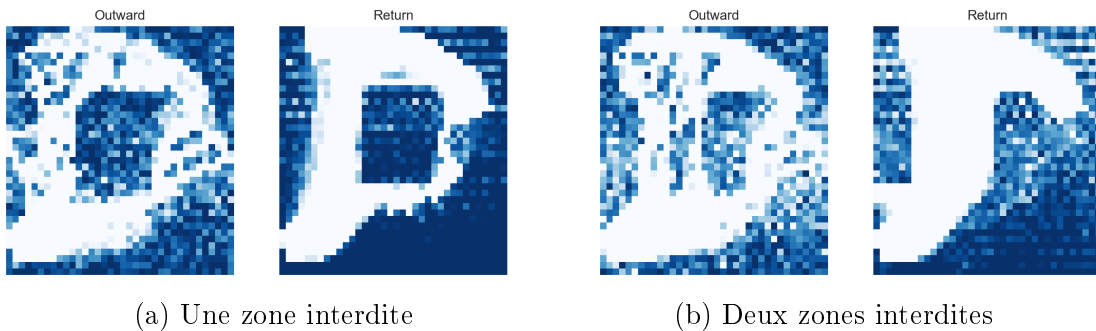 Outward Return Outward Return
(a) Une zone interdite (b) Deux zones interdites